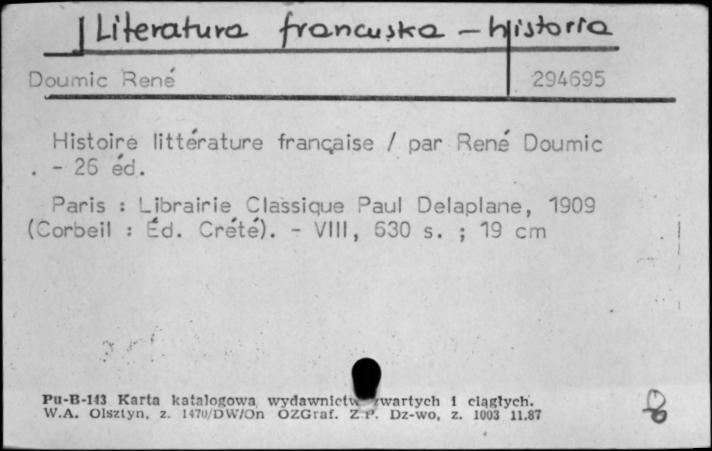 Literatura francuska - historia
Doumic René 294695
Histoire littérature française / par René Doumic
. - 26 éd.
Paris : Librairie Classique Paul Delaplane, 1909
(Corbeil : Éd. Crété). - VIII, 630 s. ; 19 cm
Pu-B-143 Karta katalogowa wydawnictw zwartych i ciągłych.
W.A. Olsztyn, z. 1470/DW/On OZGraf. Z.P. Dz-wo, z. 1003 11.87